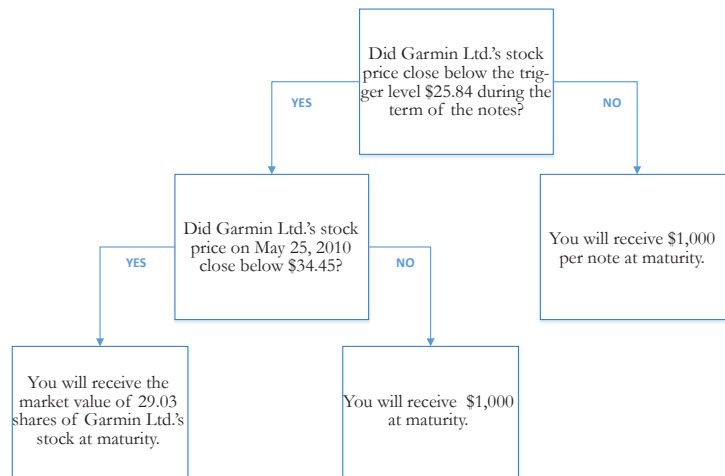 Did Garmin Ltd.'s stock
price close below the trig-
ger level $25.84 during the
term of the notes?
YES
NO
Did Garmin Ltd.'s stock
price on May 25, 2010
close below $34.45?
You will receive $1,000
per note at maturity.
YES
NO
You will receive the
market value of 29.03
shares of Garmin Ltd.'s
stock at maturity.
You will receive $1,000
at maturity.